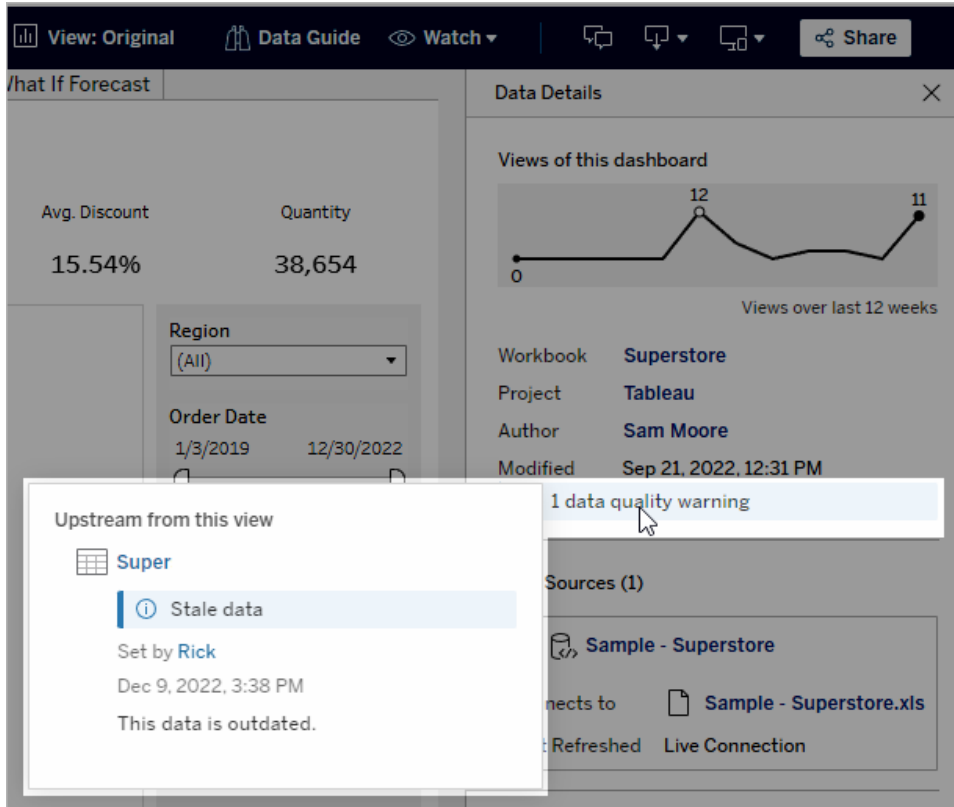 View: Original
Data Guide
Watch
Share
What If Forecast
Data Details
Views of this dashboard
12
11
0
Views over last 12 weeks
Avg. Discount
Quantity
15.54%
38,654
Region
(All)
Order Date
1/3/2019
12/30/2022
Workbook Superstore
Project Tableau
Author Sam Moore
Modified Sep 21, 2022, 12:31 PM
1 data quality warning
Upstream from this view
Super
Stale data
Set by Rick
Dec 9, 2022, 3:38 PM
This data is outdated.
Sources (1)
Sample - Superstore
nects to Sample - Superstore.xls
Refreshed Live Connection